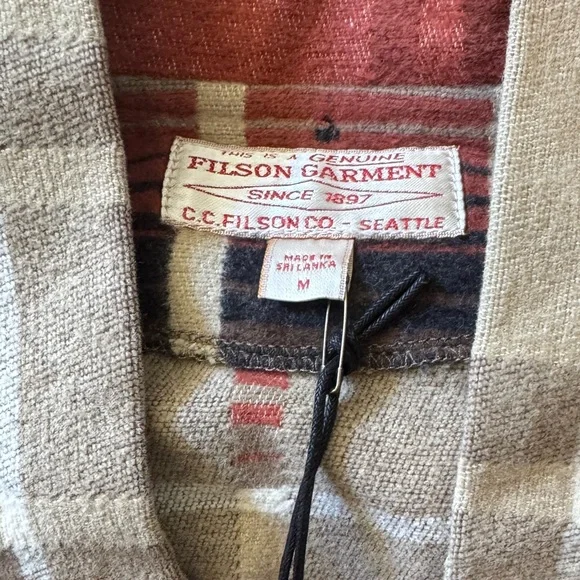 THIS IS A GENUINE
FILSON GARMENT
SINCE 1897
C.C. FILSON CO. - SEATTLE
MADE IN
SRI LANKA
M